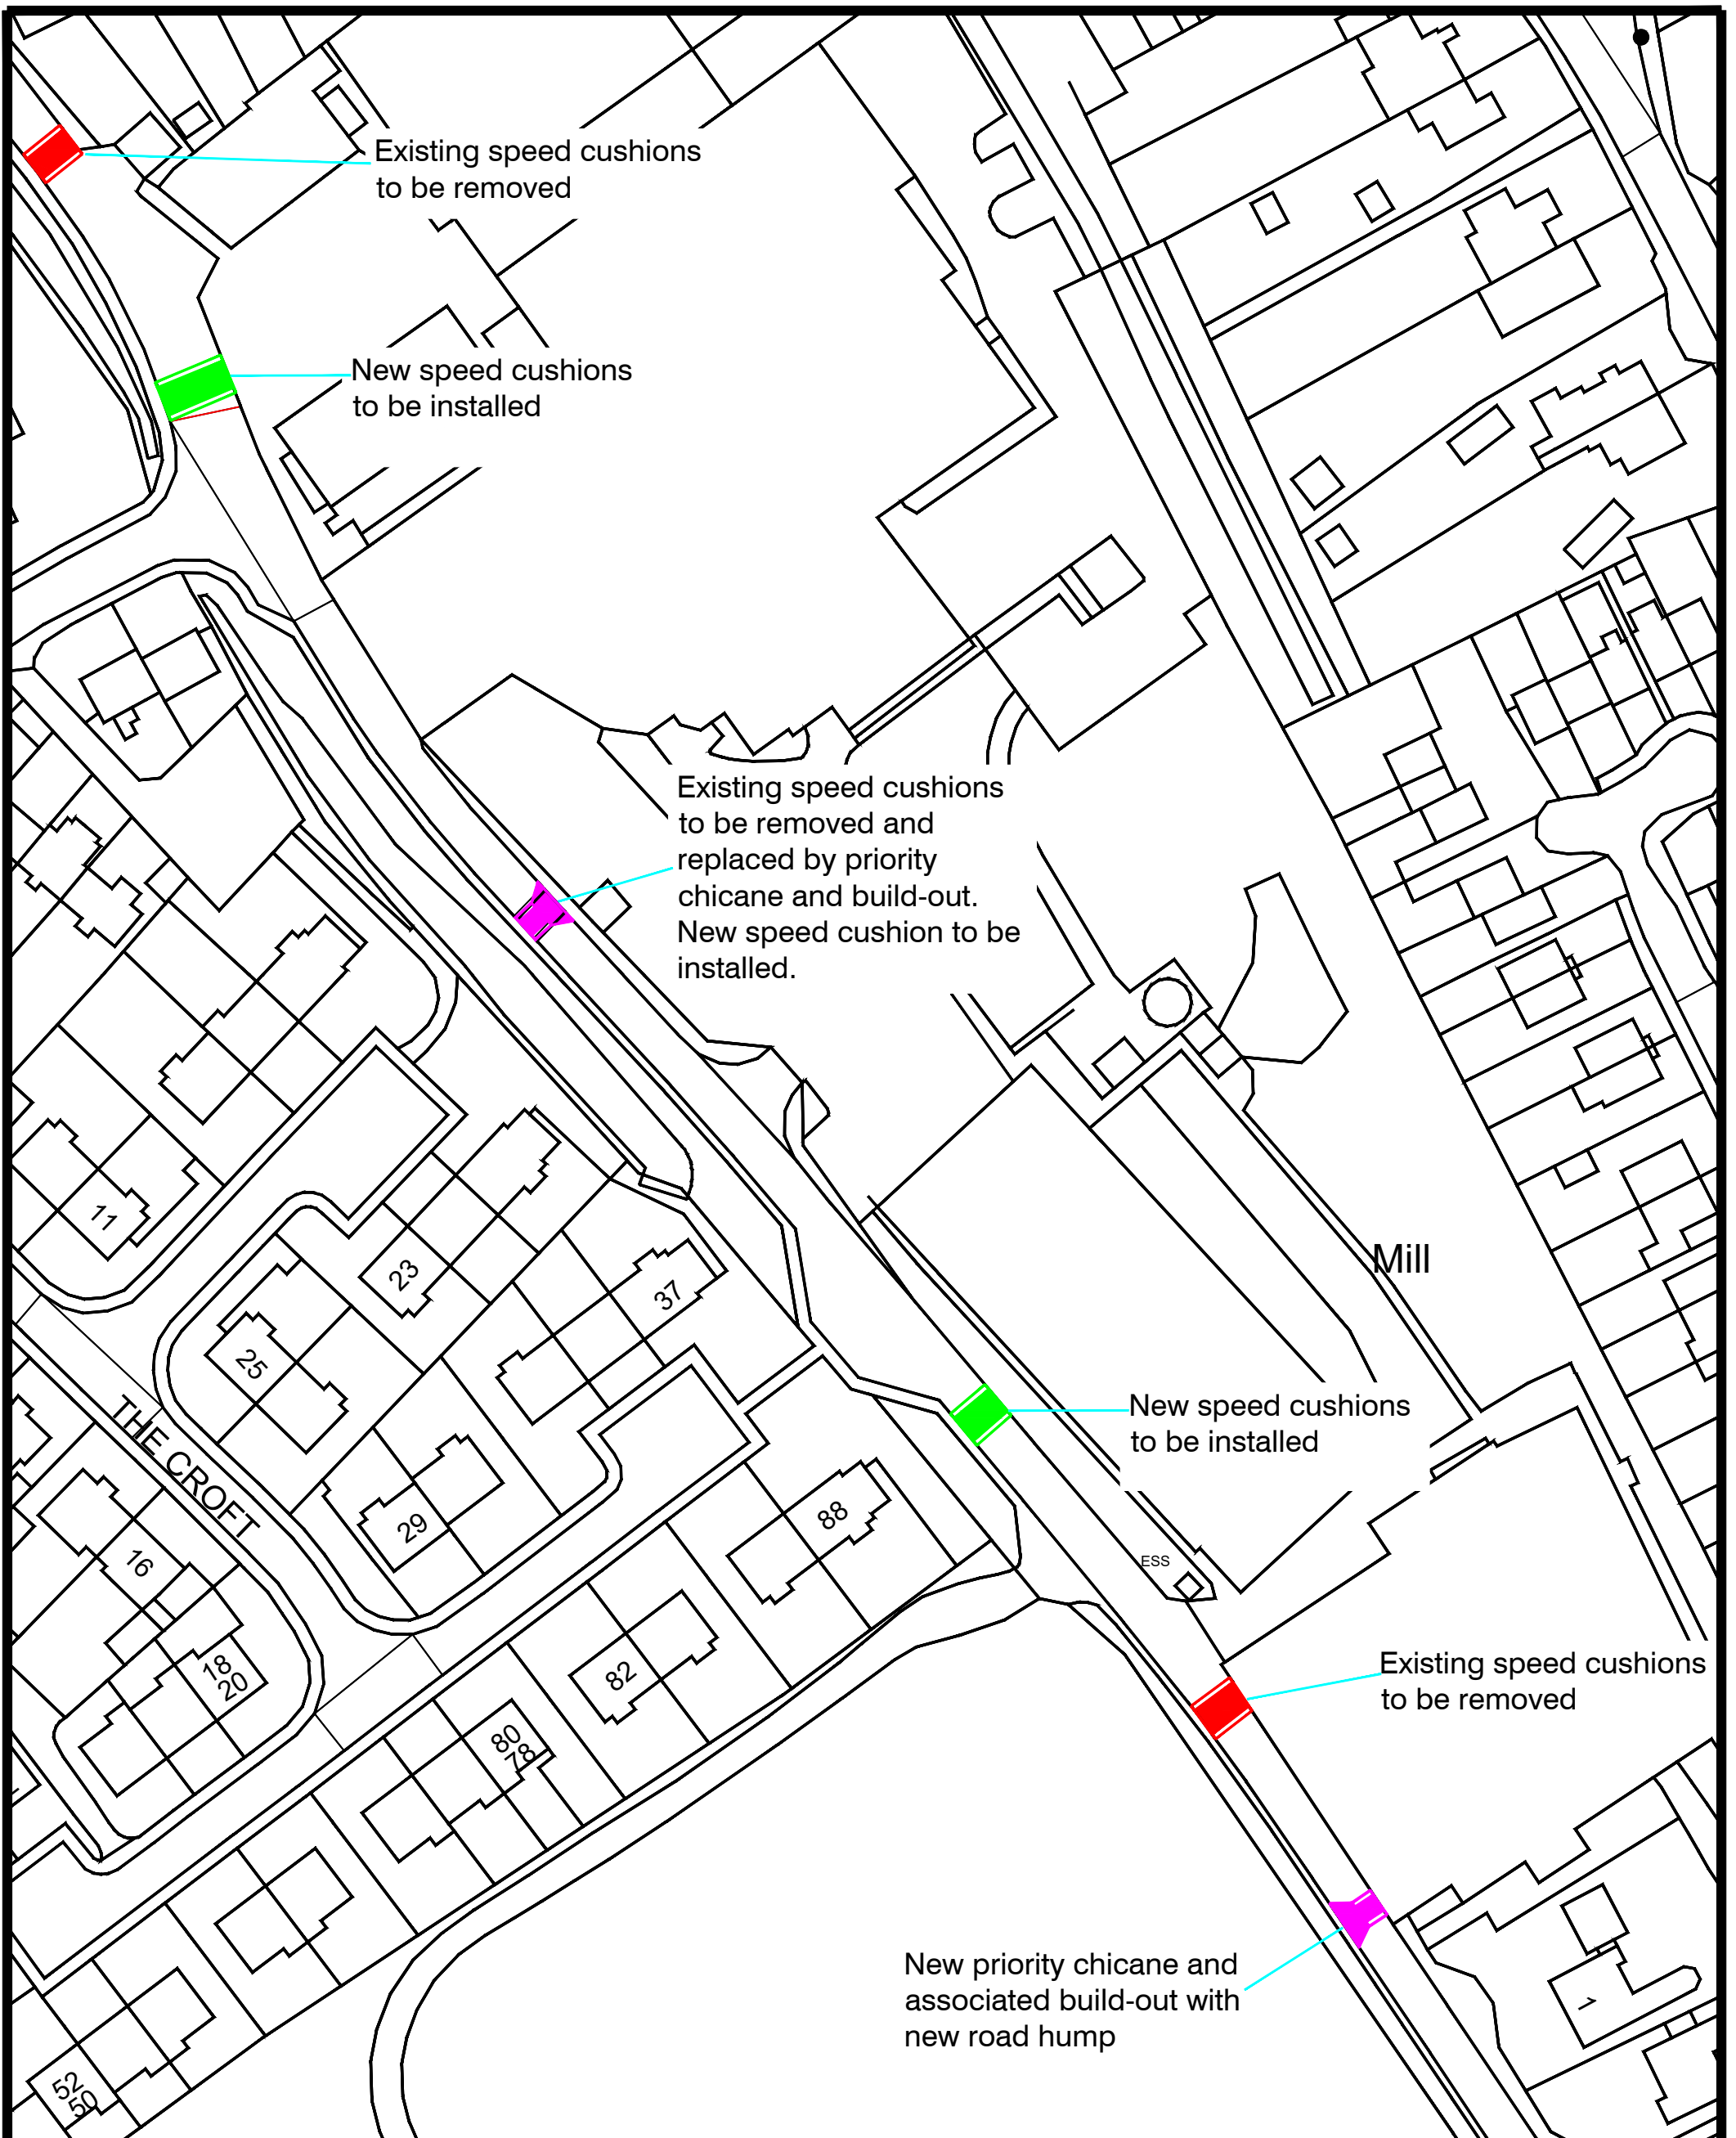 Existing speed cushions
to be removed
New speed cushions
to be installed
Existing speed cushions
to be removed and
replaced by priority
chicane and build-out.
New speed cushion to be
installed.
11
23
37
Mill
25
THE CROFT
New speed cushions
to be installed
29
88
16
ESS
18
20
82
Existing speed cushions
to be removed
80
78
New priority chicane and
associated build-out with
new road hump
1
52
50